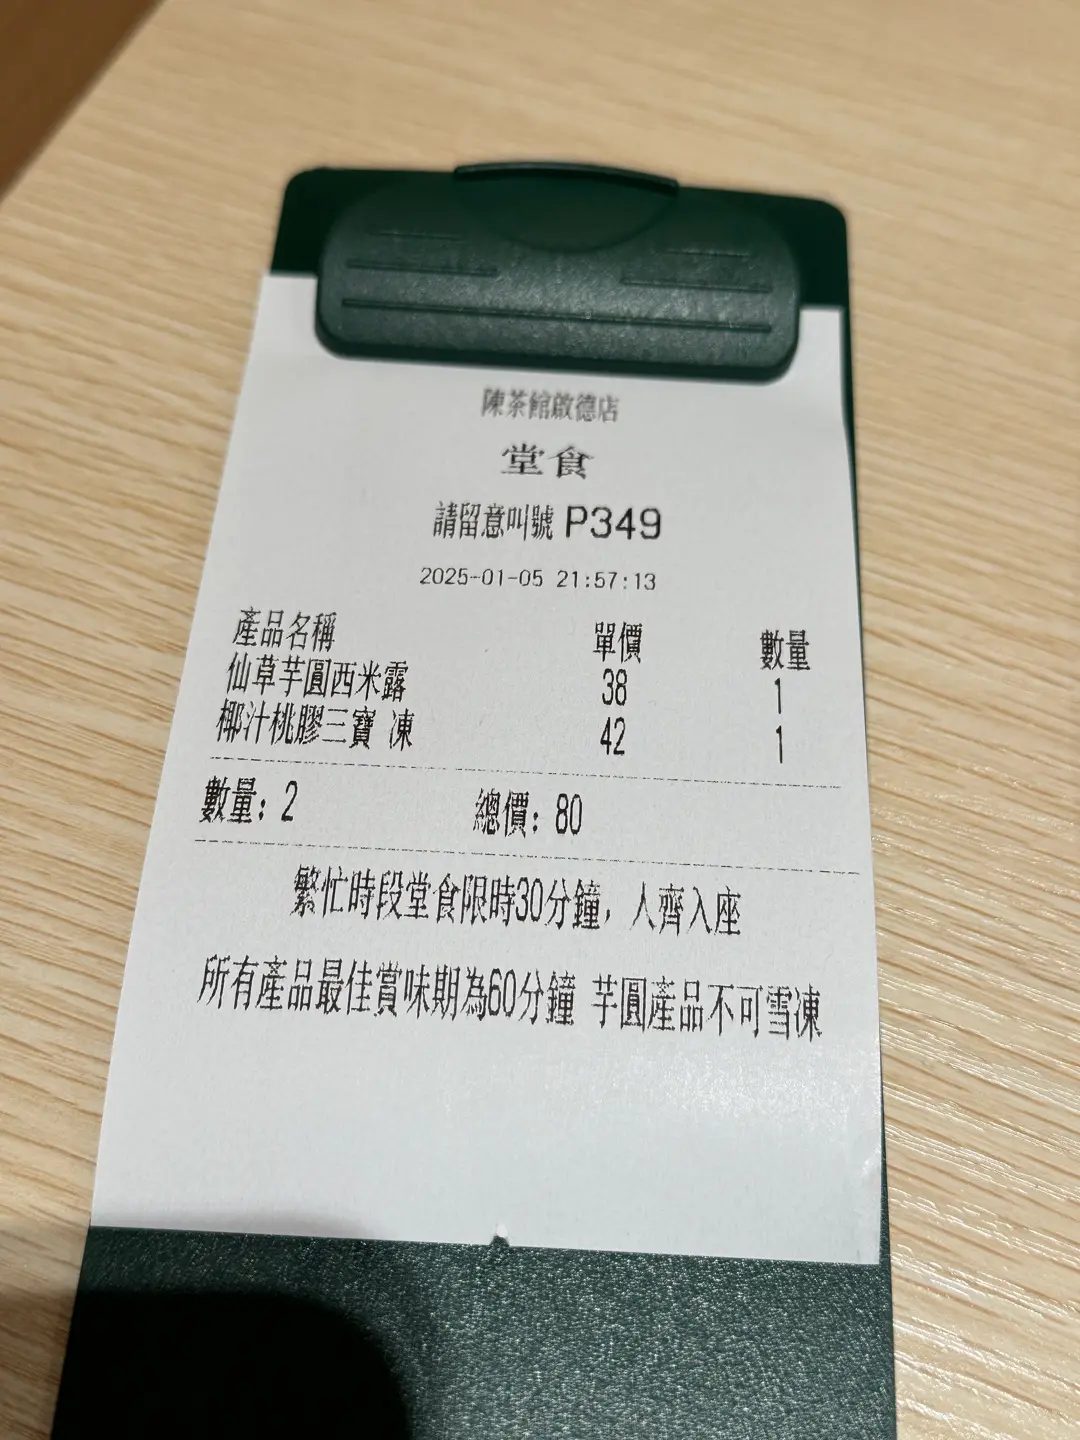 陳茶館啟德店
堂食
請留意叫號 P349
2025-01-05 21:57:13
產品名稱 單價 數量
仙草芋圓西米露 38 1
椰汁桃膠三寶 凍 42 1
數量: 2 總價: 80
繁忙時段堂食限時30分鐘, 人齊入座
所有產品最佳賞味期為60分鐘 芋圓產品不可雪凍